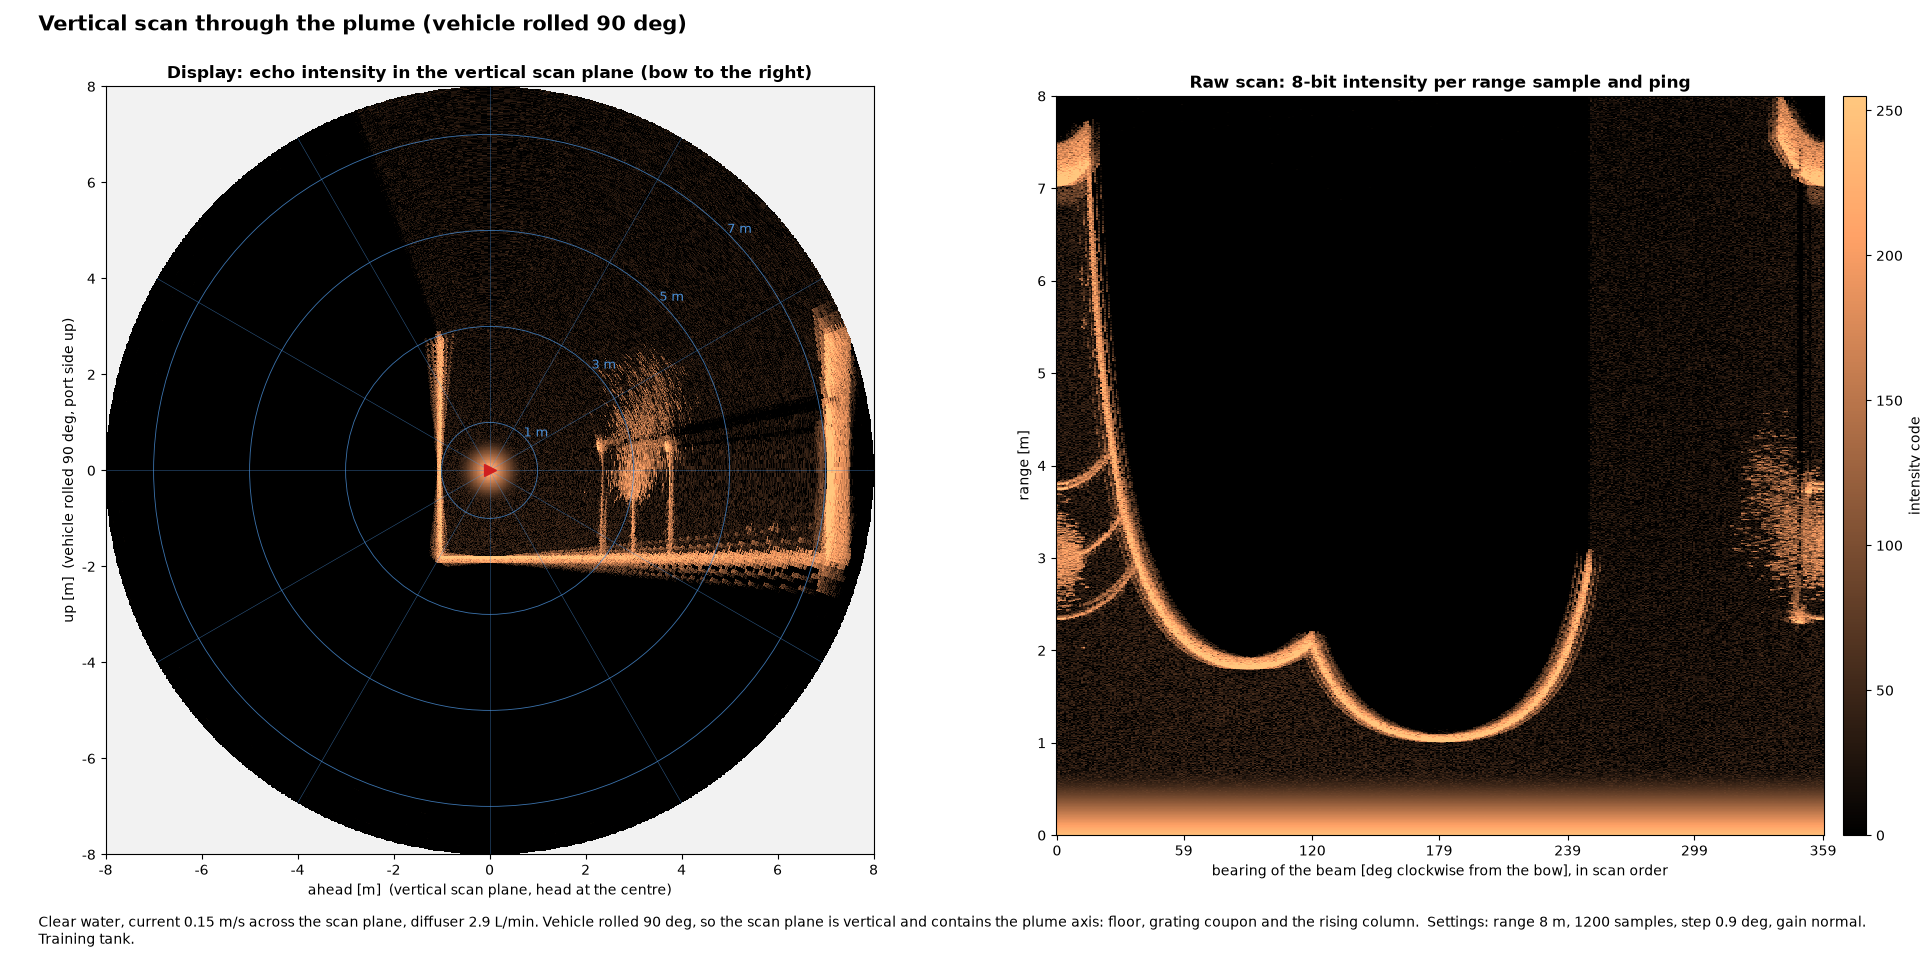 Vertical scan through the plume (vehicle rolled 90 deg)
Display: echo intensity in the vertical scan plane (bow to the right)
8
6
4
2
0
-2
-4
-6
-8
up [m]  (vehicle rolled 90 deg, port side up)
1 m
3 m
5 m
7 m
-8 -6 -4 -2 0 2 4 6 8
ahead [m]  (vertical scan plane, head at the centre)
Raw scan: 8-bit intensity per range sample and ping
8
7
6
5
4
3
2
1
0
range [m]
0 59 120 179 239 299 359
bearing of the beam [deg clockwise from the bow], in scan order
250
200
150
100
50
0
intensity code
Clear water, current 0.15 m/s across the scan plane, diffuser 2.9 L/min. Vehicle rolled 90 deg, so the scan plane is vertical and contains the plume axis: floor, grating coupon and the rising column.  Settings: range 8 m, 1200 samples, step 0.9 deg, gain normal.
Training tank.